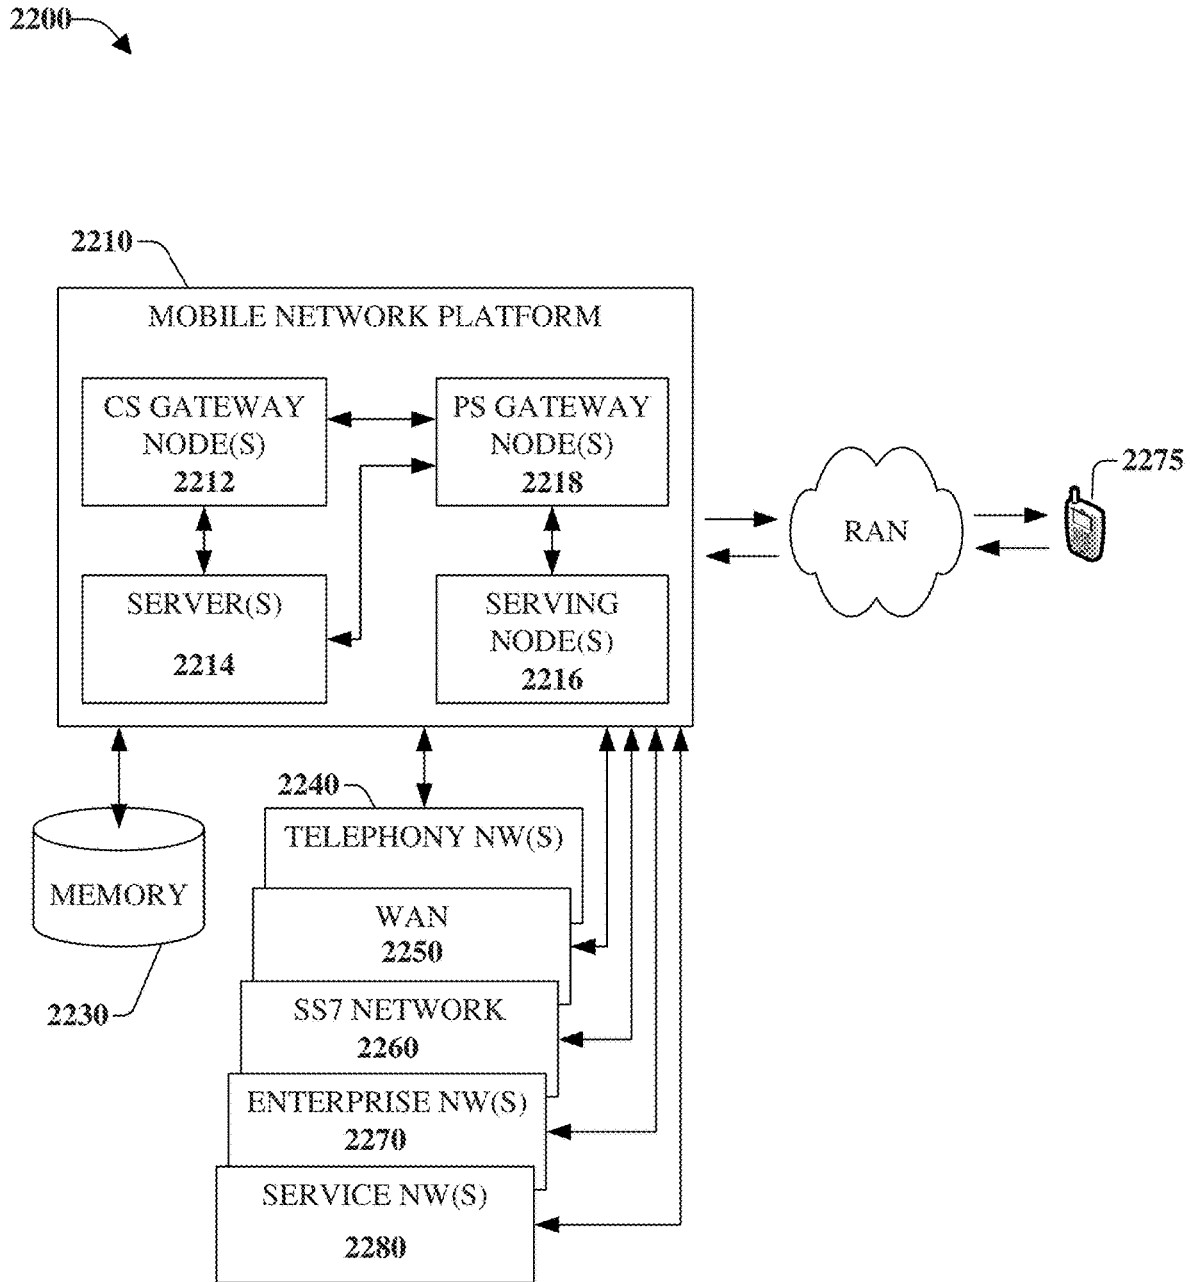 2200
2210
MOBILE NETWORK PLATFORM
CS GATEWAY
NODE(S)
2212
PS GATEWAY
NODE(S)
2218
SERVER(S)
2214
SERVING
NODE(S)
2216
RAN
2275
2240
TELEPHONY NW(S)
MEMORY
2230
WAN
2250
SS7 NETWORK
2260
ENTERPRISE NW(S)
2270
SERVICE NW(S)
2280